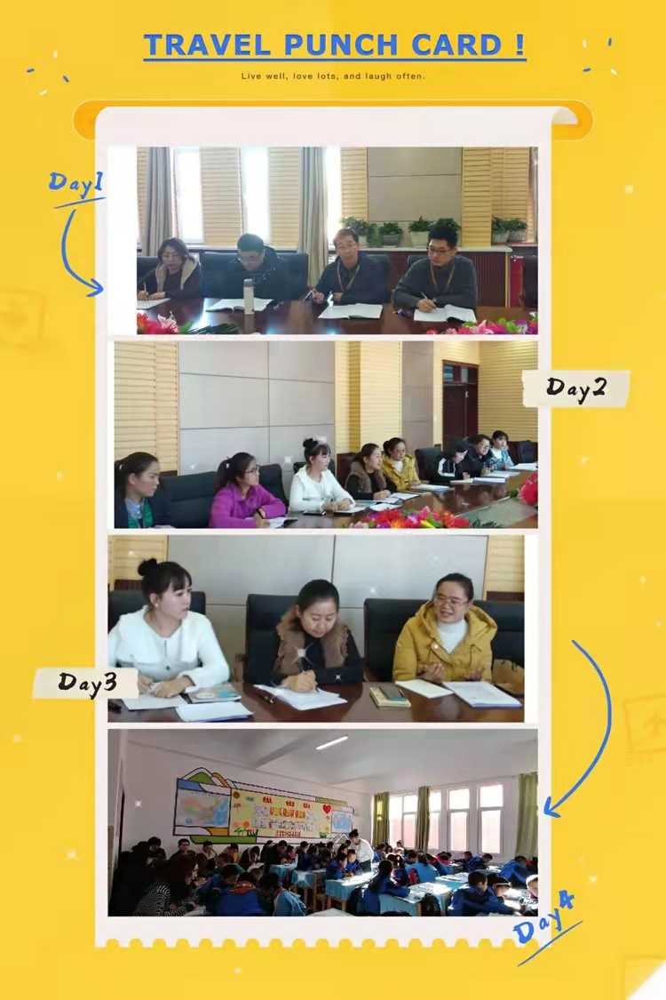 TRAVEL PUNCH CARD !
Live well, love lots, and laugh often.
Day1
Day2
Day3
Day4